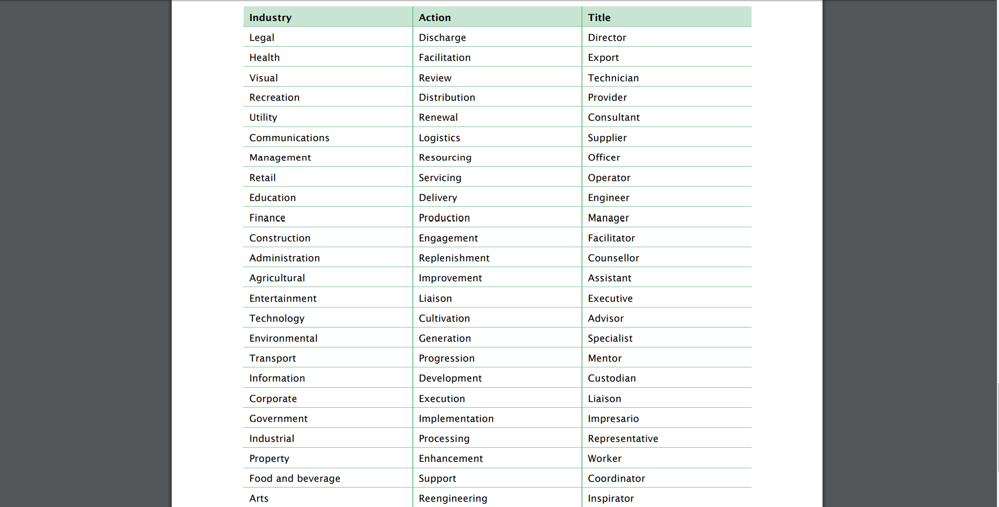 Industry Action Title
Legal Discharge Director
Health Facilitation Export
Visual Review Technician
Recreation Distribution Provider
Utility Renewal Consultant
Communications Logistics Supplier
Management Resourcing Officer
Retail Servicing Operator
Education Delivery Engineer
Finance Production Manager
Construction Engagement Facilitator
Administration Replenishment Counsellor
Agricultural Improvement Assistant
Entertainment Liaison Executive
Technology Cultivation Advisor
Environmental Generation Specialist
Transport Progression Mentor
Information Development Custodian
Corporate Execution Liaison
Government Implementation Impresario
Industrial Processing Representative
Property Enhancement Worker
Food and beverage Support Coordinator
Arts Reengineering Inspirator